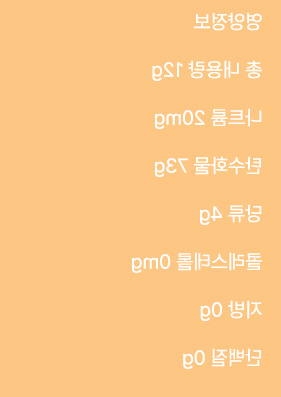 영양정보
총 내용량 12g
나트륨 20mg
탄수화물 73g
당류 4g
콜레스테롤 0mg
지방 0g
단백질 0g